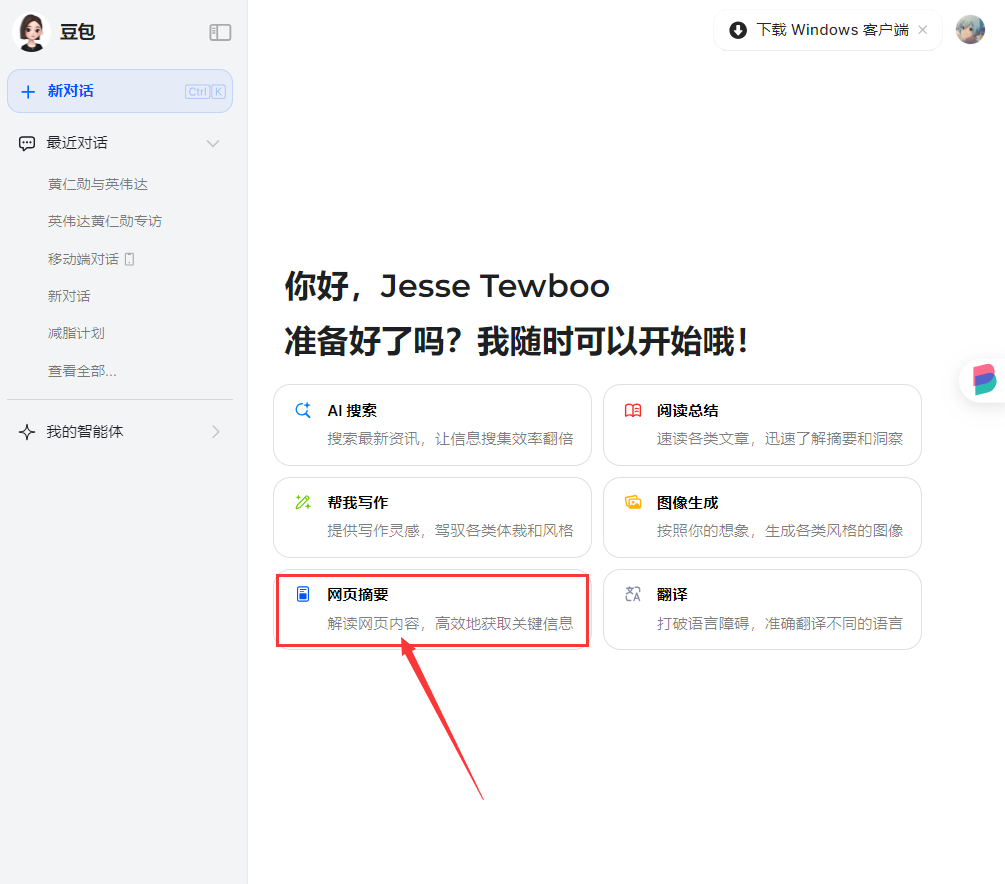 豆包
下载 Windows 客户端
新对话 Ctrl K
最近对话
黄仁勋与英伟达
英伟达黄仁勋专访
移动端对话
新对话
减脂计划
查看全部...
我的智能体
你好，Jesse Tewboo
准备好了吗？我随时可以开始哦！
AI 搜索
搜索最新资讯，让信息搜集效率翻倍
阅读总结
速读各类文章，迅速了解摘要和洞察
帮我写作
提供写作灵感，驾驭各类体裁和风格
图像生成
按照你的想象，生成各类风格的图像
网页摘要
解读网页内容，高效地获取关键信息
翻译
打破语言障碍，准确翻译不同的语言